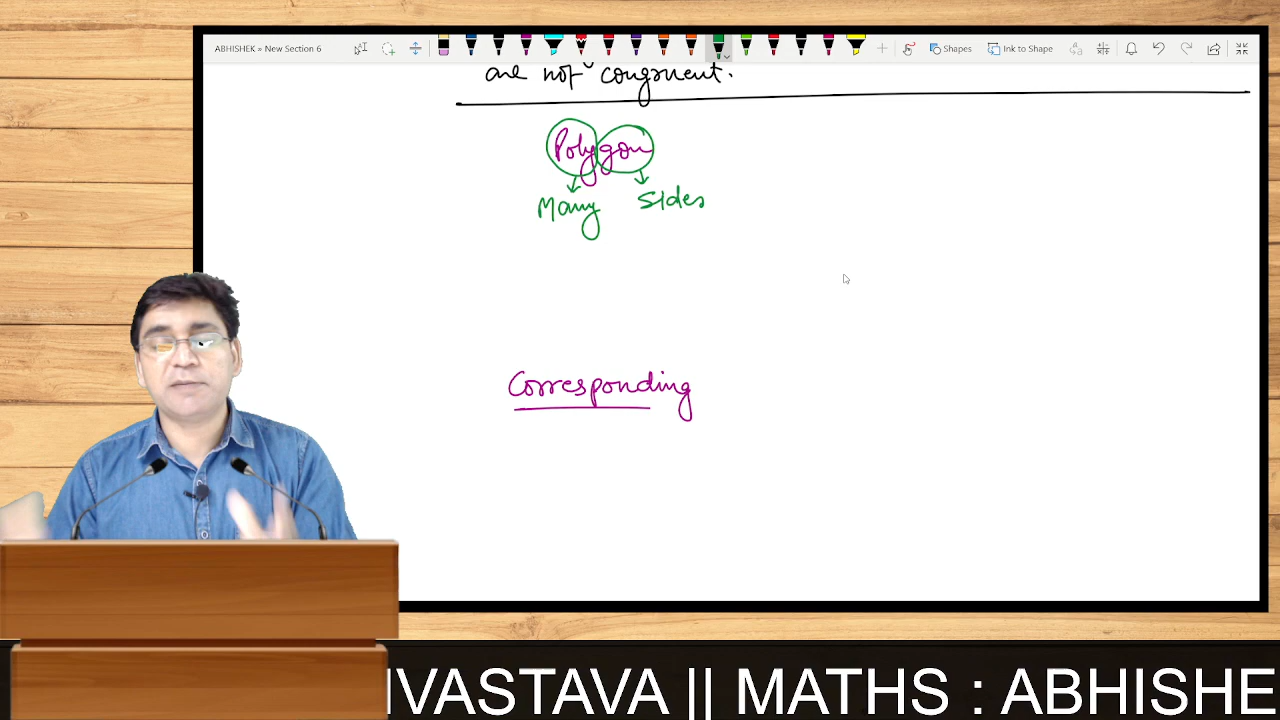 ABHISHEK » New Section 6
Shapes
Ink to Shape
are not congruent.
Polygon
Many Sides
Corresponding
IVASTAVA || MATHS : ABHISHE